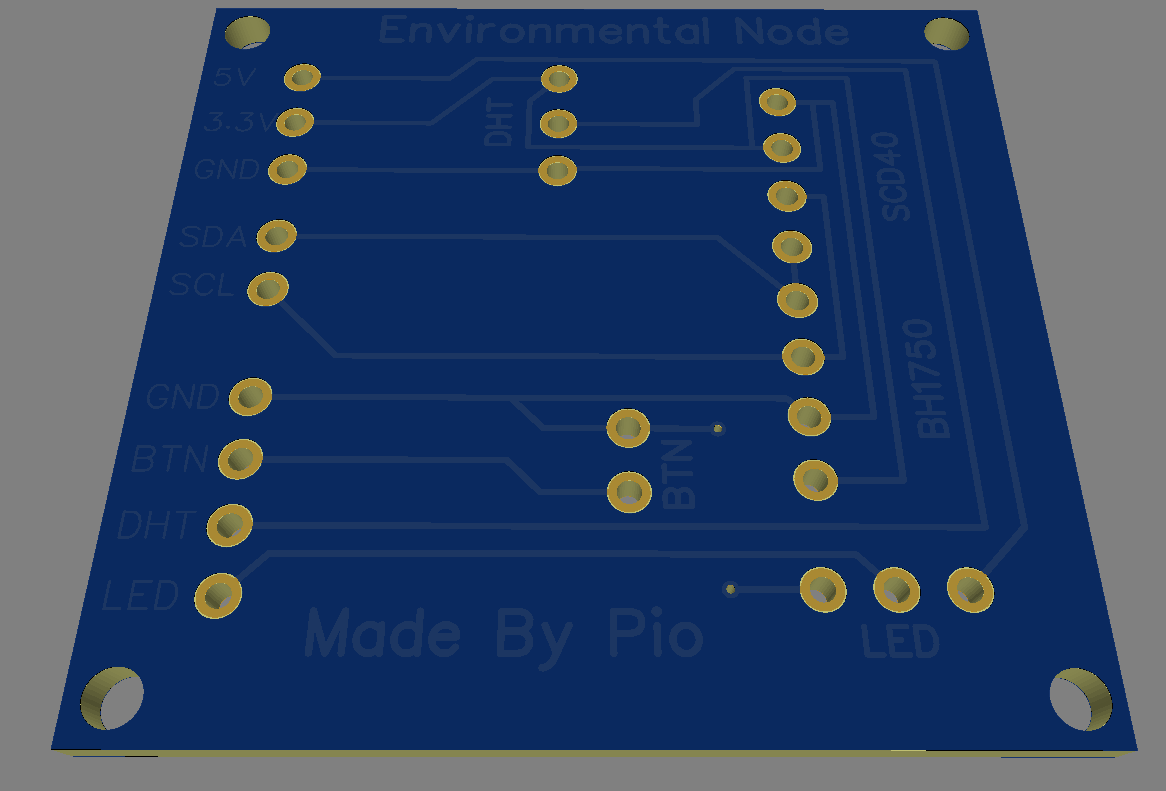 Environmental Node
5V
3.3V
DHT
GND
SCD40
SDA
SCL
BH1750
GND
BTN
BTN
DHT
LED
Made By Pio
LED